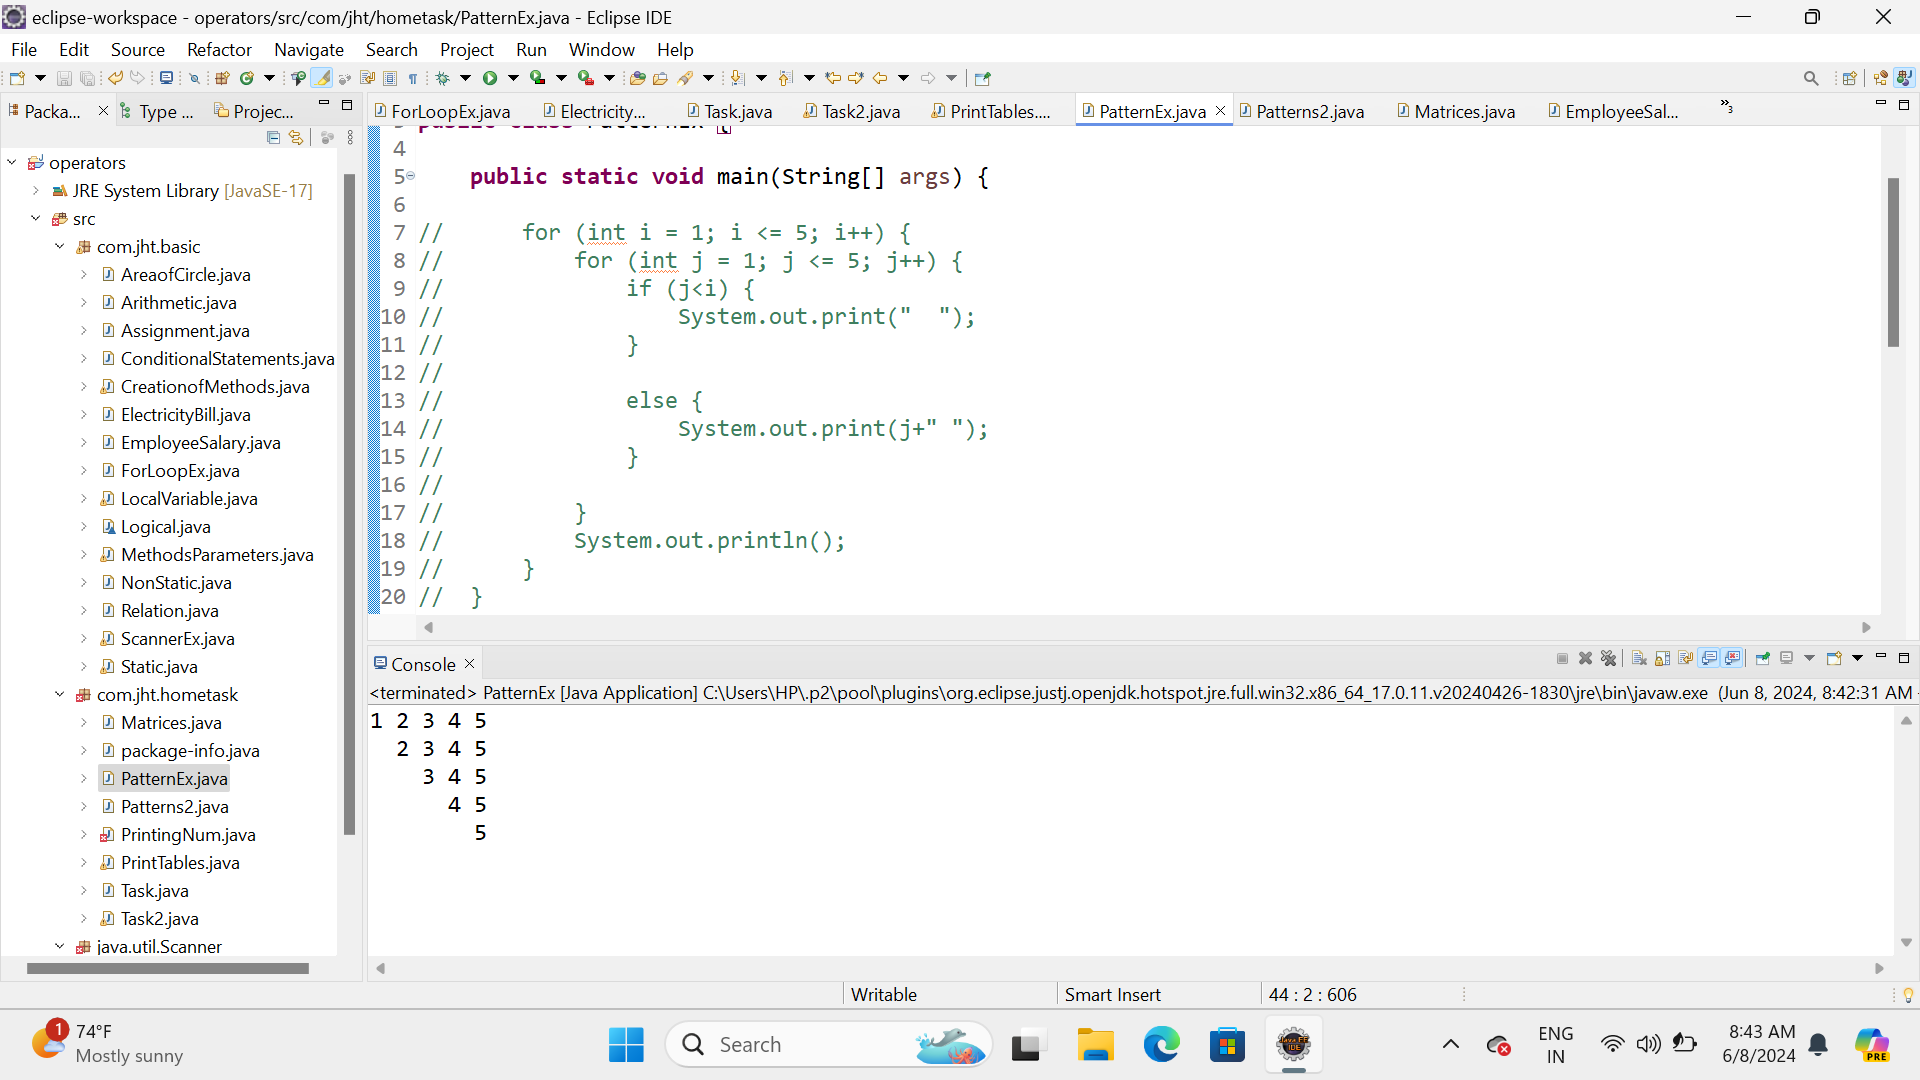 eclipse-workspace - operators/src/com/jht/hometask/PatternEx.java - Eclipse IDE
File Edit Source Refactor Navigate Search Project Run Window Help
Packa... Type ... Projec...
ForLoopEx.java Electricity... Task.java Task2.java PrintTables.... PatternEx.java Patterns2.java Matrices.java EmployeeSal... »3
operators
JRE System Library [JavaSE-17]
src
com.jht.basic
AreaofCircle.java
Arithmetic.java
Assignment.java
ConditionalStatements.java
CreationofMethods.java
ElectricityBill.java
EmployeeSalary.java
ForLoopEx.java
LocalVariable.java
Logical.java
MethodsParameters.java
NonStatic.java
Relation.java
ScannerEx.java
Static.java
com.jht.hometask
Matrices.java
package-info.java
PatternEx.java
Patterns2.java
PrintingNum.java
PrintTables.java
Task.java
Task2.java
java.util.Scanner
3 public class PatternEx {
4
5 public static void main(String[] args) {
6
7 // for (int i = 1; i <= 5; i++) {
8 // for (int j = 1; j <= 5; j++) {
9 // if (j<i) {
10 // System.out.print("  ");
11 // }
12 //
13 // else {
14 // System.out.print(j+" ");
15 // }
16 //
17 // }
18 // System.out.println();
19 // }
20 // }
Console
<terminated> PatternEx [Java Application] C:\Users\HP\.p2\pool\plugins\org.eclipse.justj.openjdk.hotspot.jre.full.win32.x86_64_17.0.11.v20240426-1830\jre\bin\javaw.exe (Jun 8, 2024, 8:42:31 AM -
1 2 3 4 5
2 3 4 5
3 4 5
4 5
5
Writable Smart Insert 44 : 2 : 606
1
74°F
Mostly sunny
Search
Java EE
IDE
ENG
IN
8:43 AM
6/8/2024
PRE